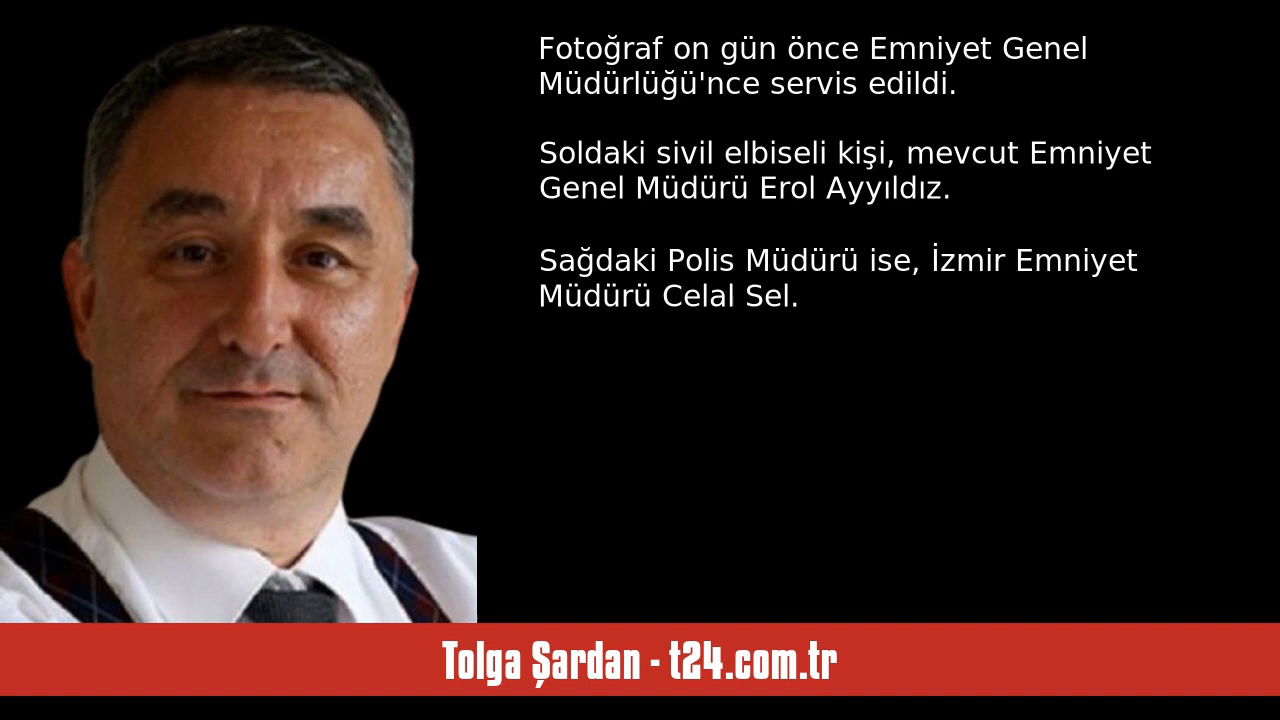 Fotoğraf on gün önce Emniyet Genel
Müdürlüğü'nce servis edildi.
Soldaki sivil elbiseli kişi, mevcut Emniyet
Genel Müdürü Erol Ayyıldız.
Sağdaki Polis Müdürü ise, İzmir Emniyet
Müdürü Celal Sel.
Tolga Şardan - t24.com.tr